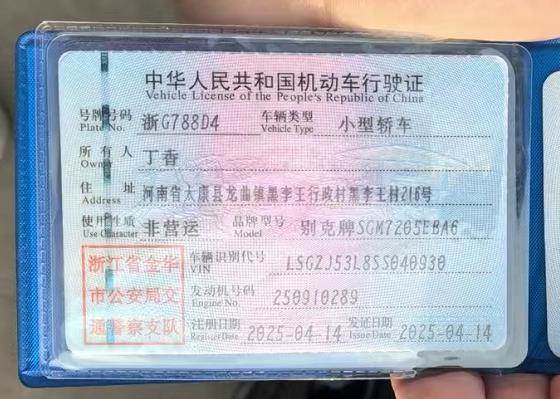 中华人民共和国机动车行驶证
Vehicle License of the People's Republic of China
号牌号码 浙G788D4 车辆类型 小型轿车
Plate No. Vehicle Type
所有人 丁香
Owner
住址 河南省太康县龙曲镇墨李王行政村墨李王村216号
Address
使用性质 非营运 品牌型号 别克牌SGM7205EBA6
Use Character Model
浙江省金华
市公安局交
通警察支队
车辆识别代号 LSGZJ53L8SS040930
VIN
发动机号码 250910289
Engine No.
注册日期 2025-04-14 发证日期 2025-04-14
Register Date Issue Date